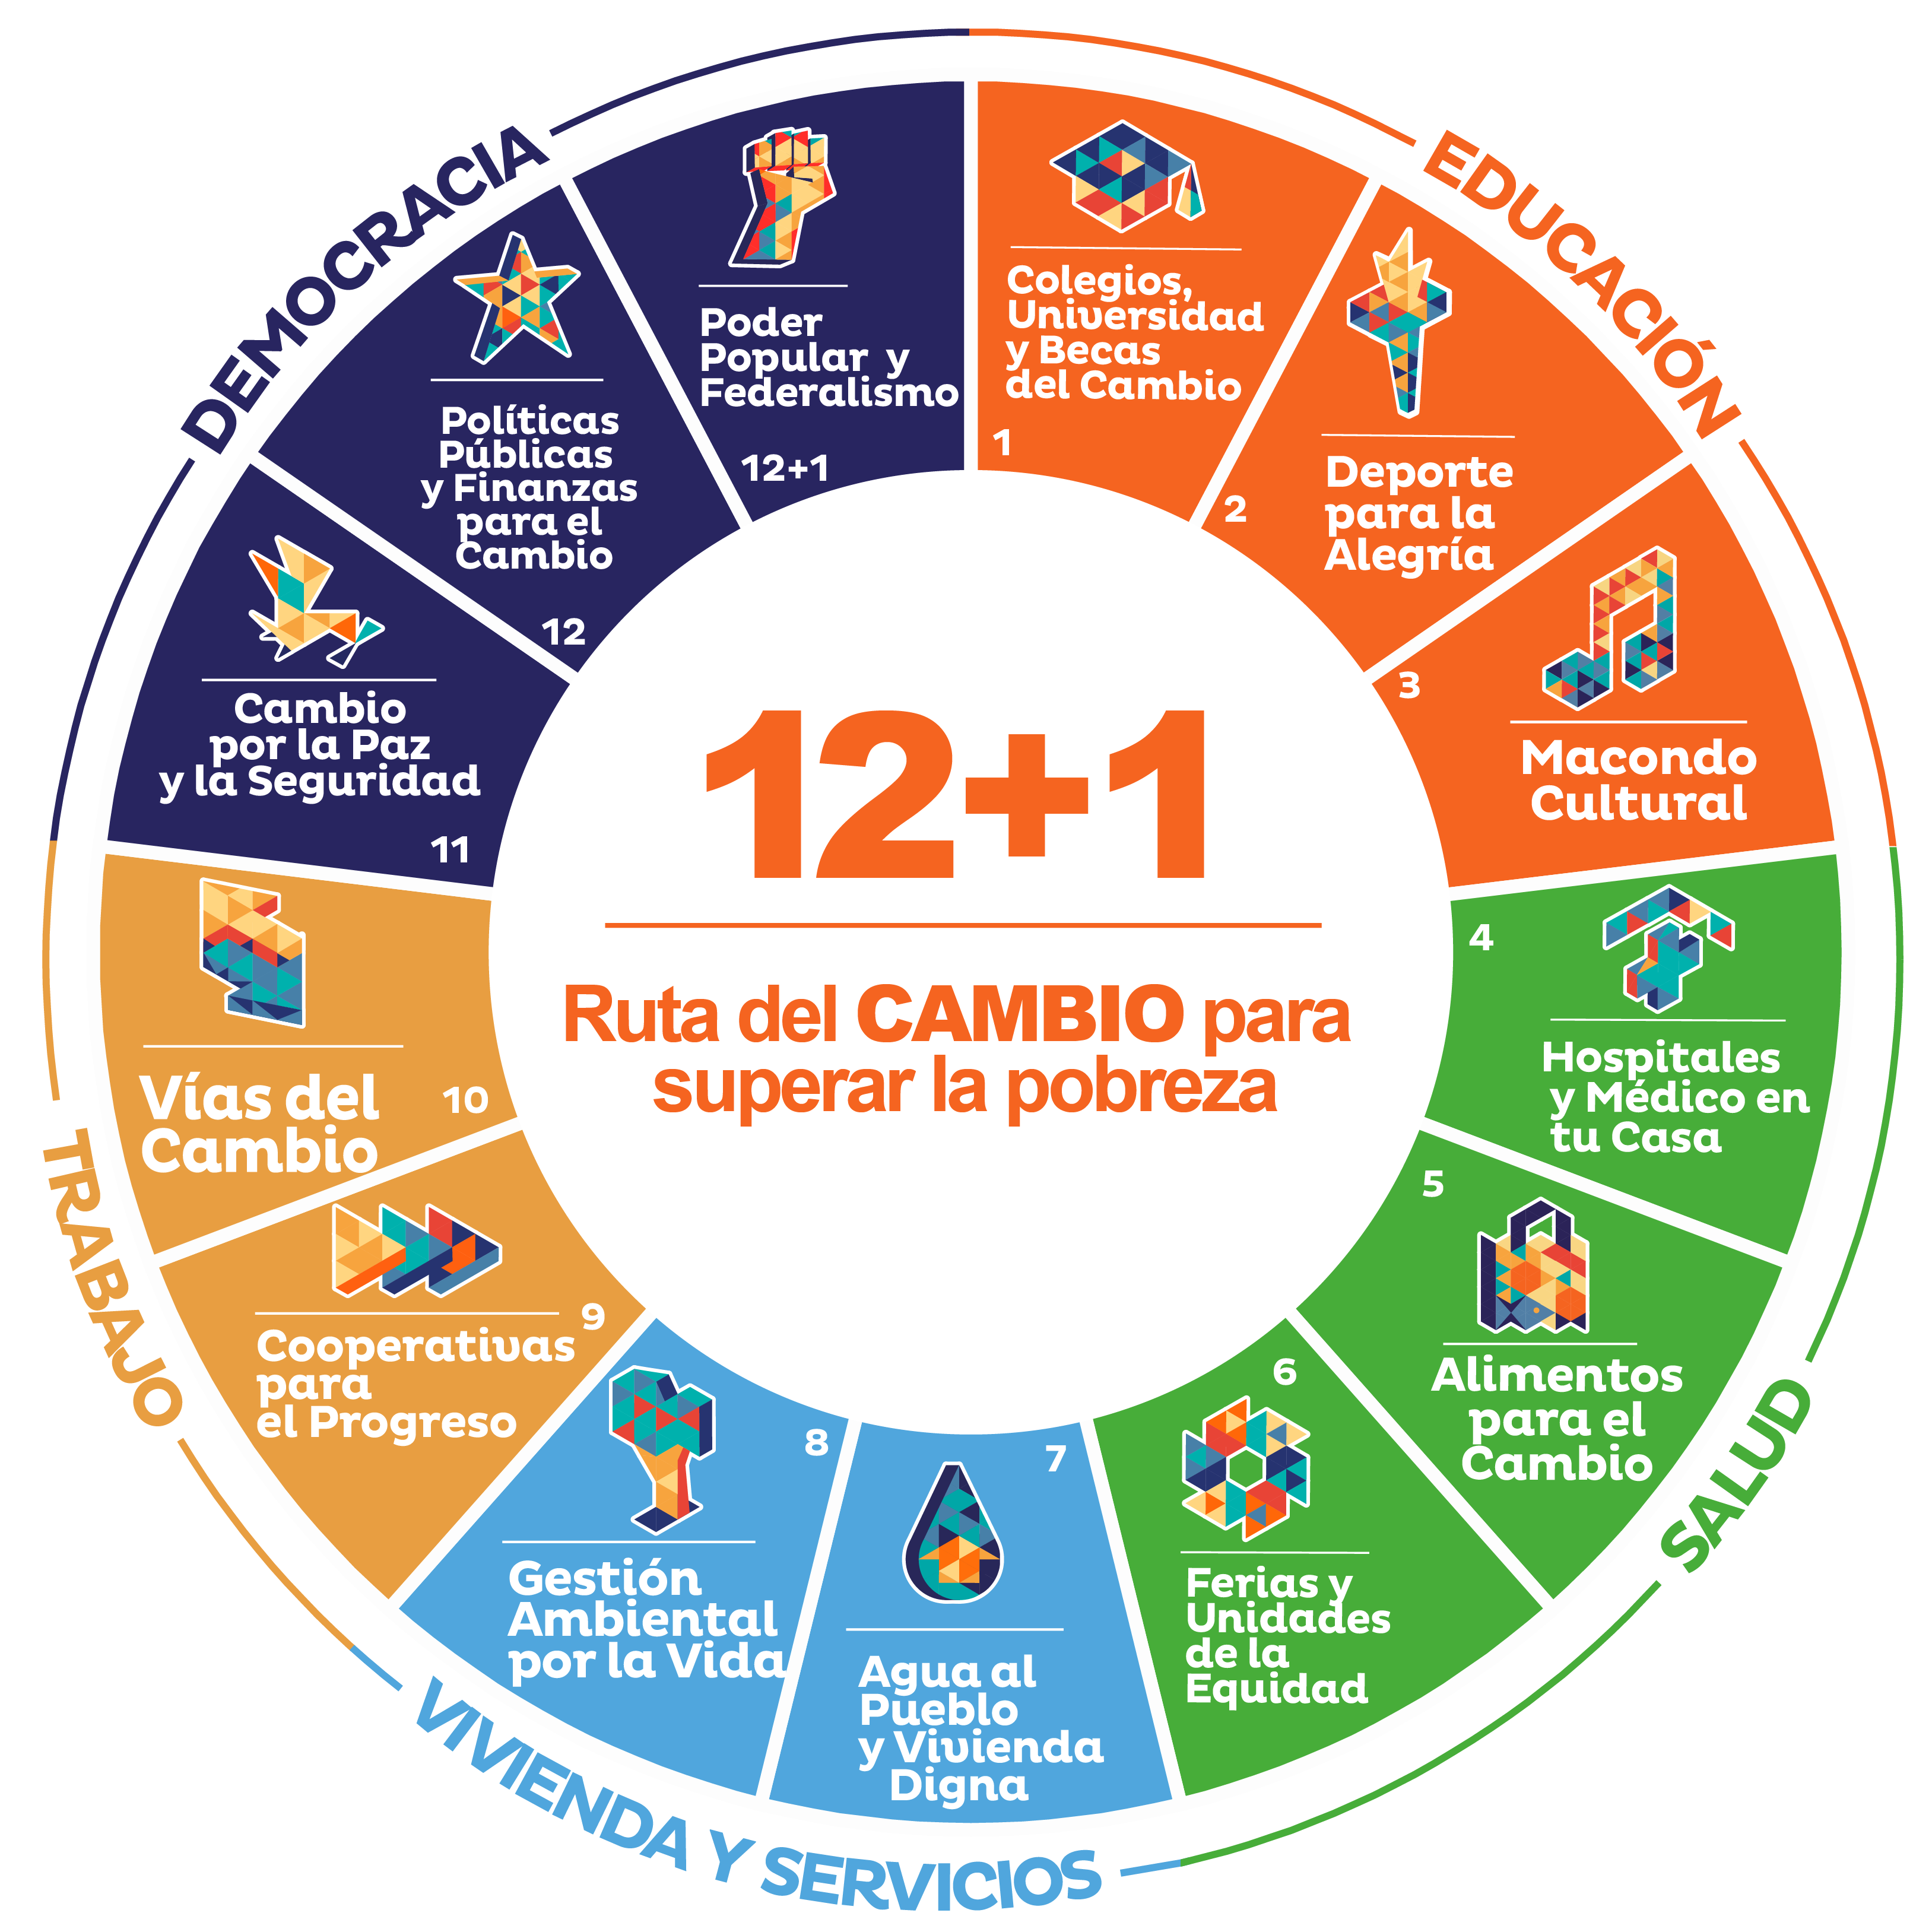 12+1
Ruta del CAMBIO para
superar la pobreza
EDUCACIÓN
Colegios,
Universidad
y Becas
del Cambio
1
Deporte
para la
Alegría
2
Macondo
Cultural
3
SALUD
Hospitales
y Médico en
tu Casa
4
Alimentos
para el
Cambio
5
Ferias y
Unidades
de la
Equidad
6
VIVIENDA Y SERVICIOS
Agua al
Pueblo
y Vivienda
Digna
7
Gestión
Ambiental
por la Vida
8
TRABAJO
Cooperativas
para
el Progreso
9
Vías del
Cambio
10
DEMOCRACIA
Cambio
por la Paz
y la Seguridad
11
Políticas
Públicas
y Finanzas
para el
Cambio
12
Poder
Popular y
Federalismo
12+1